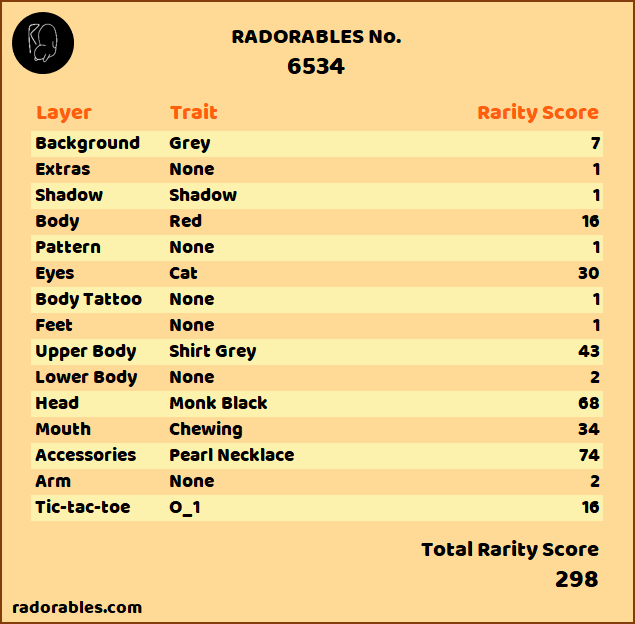 RADORABLES No.
6534
Layer Trait Rarity Score
Background Grey 7
Extras None 1
Shadow Shadow 1
Body Red 16
Pattern None 1
Eyes Cat 30
Body Tattoo None 1
Feet None 1
Upper Body Shirt Grey 43
Lower Body None 2
Head Monk Black 68
Mouth Chewing 34
Accessories Pearl Necklace 74
Arm None 2
Tic-tac-toe O_1 16
Total Rarity Score
298
radorables.com